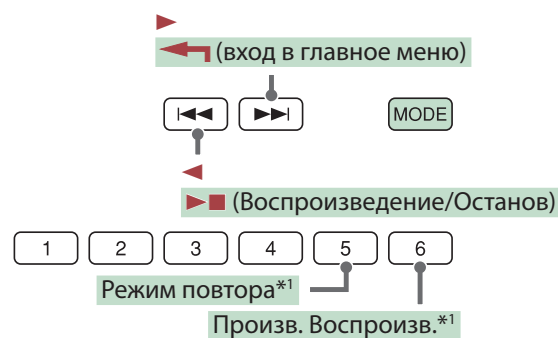 (вход в главное меню)
MODE
(Воспроизведение/Останов)
1 2 3 4 5 6
Режим повтора*1
Произв. Воспроизв.*1